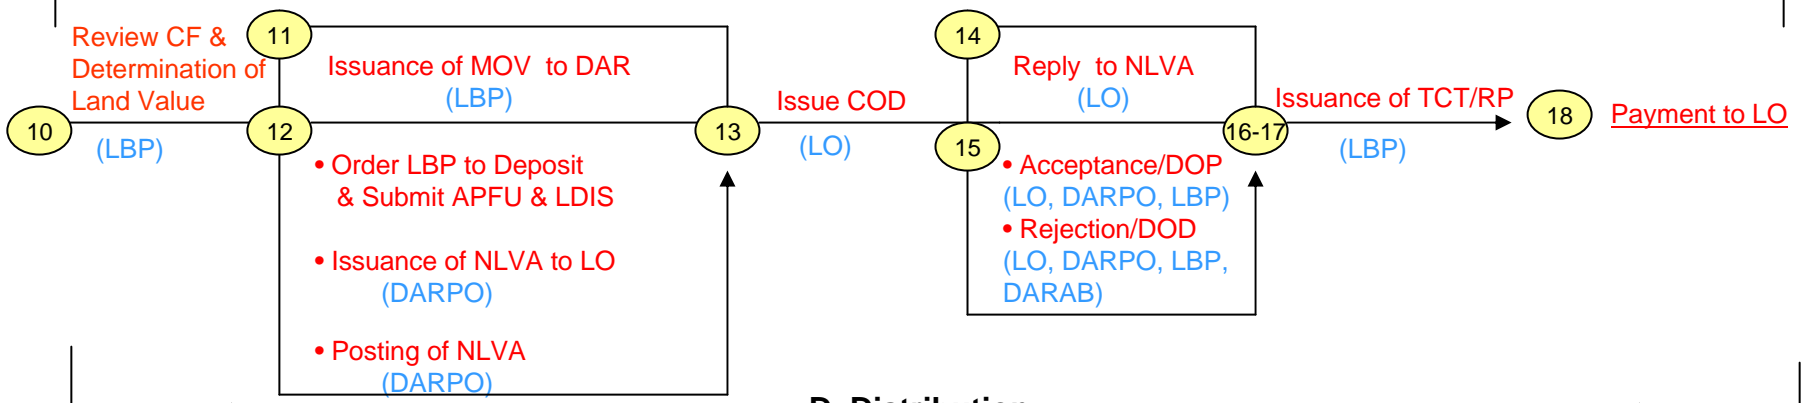 Review CF &
Determination of
Land Value
(LBP)
10
11
12
Issuance of MOV to DAR
(LBP)
• Order LBP to Deposit
& Submit APFU & LDIS
• Issuance of NLVA to LO
(DARPO)
• Posting of NLVA
(DARPO)
13
Issue COD
(LO)
14
15
Reply to NLVA
(LO)
• Acceptance/DOP
(LO, DARPO, LBP)
• Rejection/DOD
(LO, DARPO, LBP,
DARAB)
16-17
Issuance of TCT/RP
(LBP)
18
Payment to LO
D. Distribution